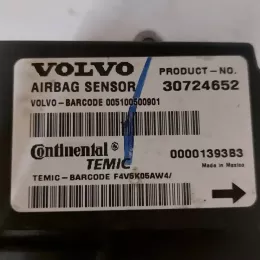 VOLVO PRODUCT-NO.
AIRBAG SENSOR 30724652
VOLVO-BARCODE 005100500901
Continental
TEMIC 0000139383
Made in Mexico
TEMIC-BARCODE F4V5K05AW4/